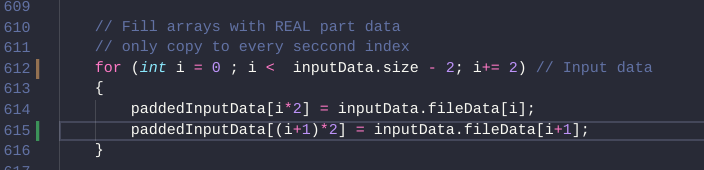 609
610 // Fill arrays with REAL part data
611 // only copy to every seccond index
612 for (int i = 0 ; i <  inputData.size - 2; i+= 2) // Input data
613 {
614 paddedInputData[i*2] = inputData.fileData[i];
615 paddedInputData[(i+1)*2] = inputData.fileData[i+1];
616 }
617